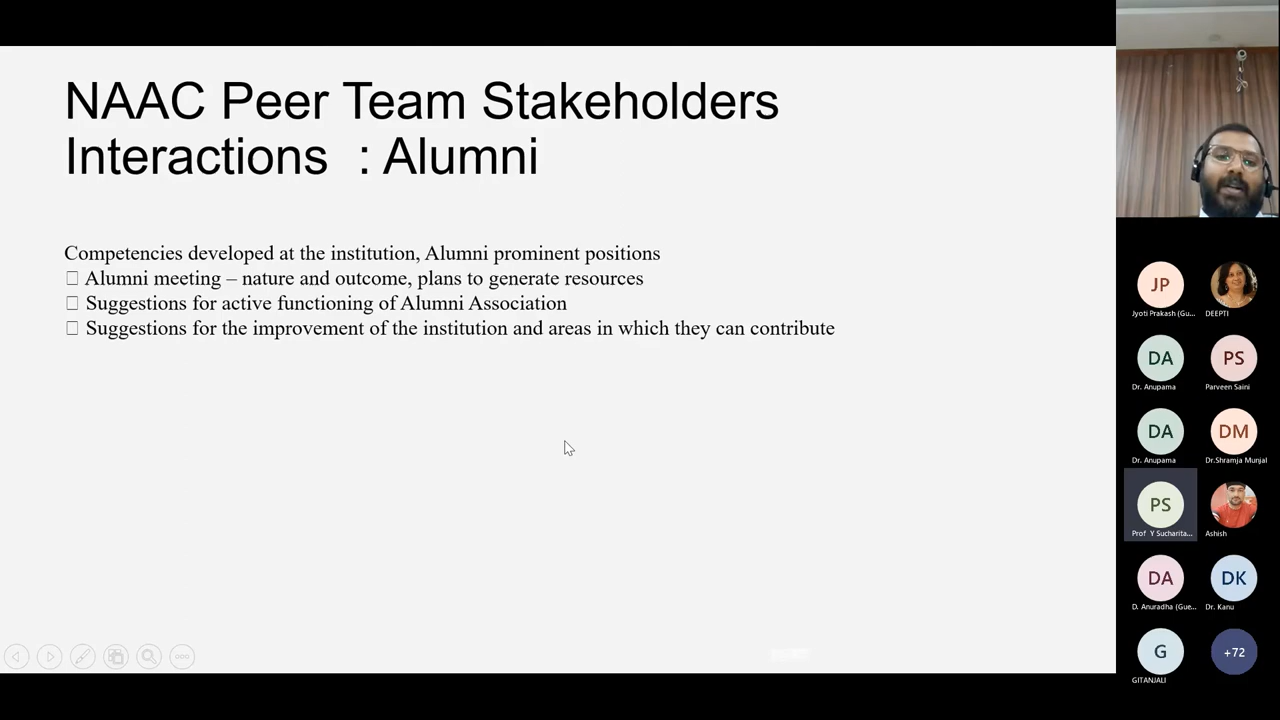 NAAC Peer Team Stakeholders
Interactions : Alumni
Competencies developed at the institution, Alumni prominent positions
Alumni meeting – nature and outcome, plans to generate resources
Suggestions for active functioning of Alumni Association
Suggestions for the improvement of the institution and areas in which they can contribute
JP
Jyoti Prakash (Gu...
DEEPTI
DA
Dr. Anupama
PS
Parveen Saini
DA
Dr. Anupama
DM
Dr.Shramja Munjal
PS
Prof Y Sucharita...
Ashish
DA
D. Anuradha (Gue...
DK
Dr. Kanu
G
GITANJALI
+72